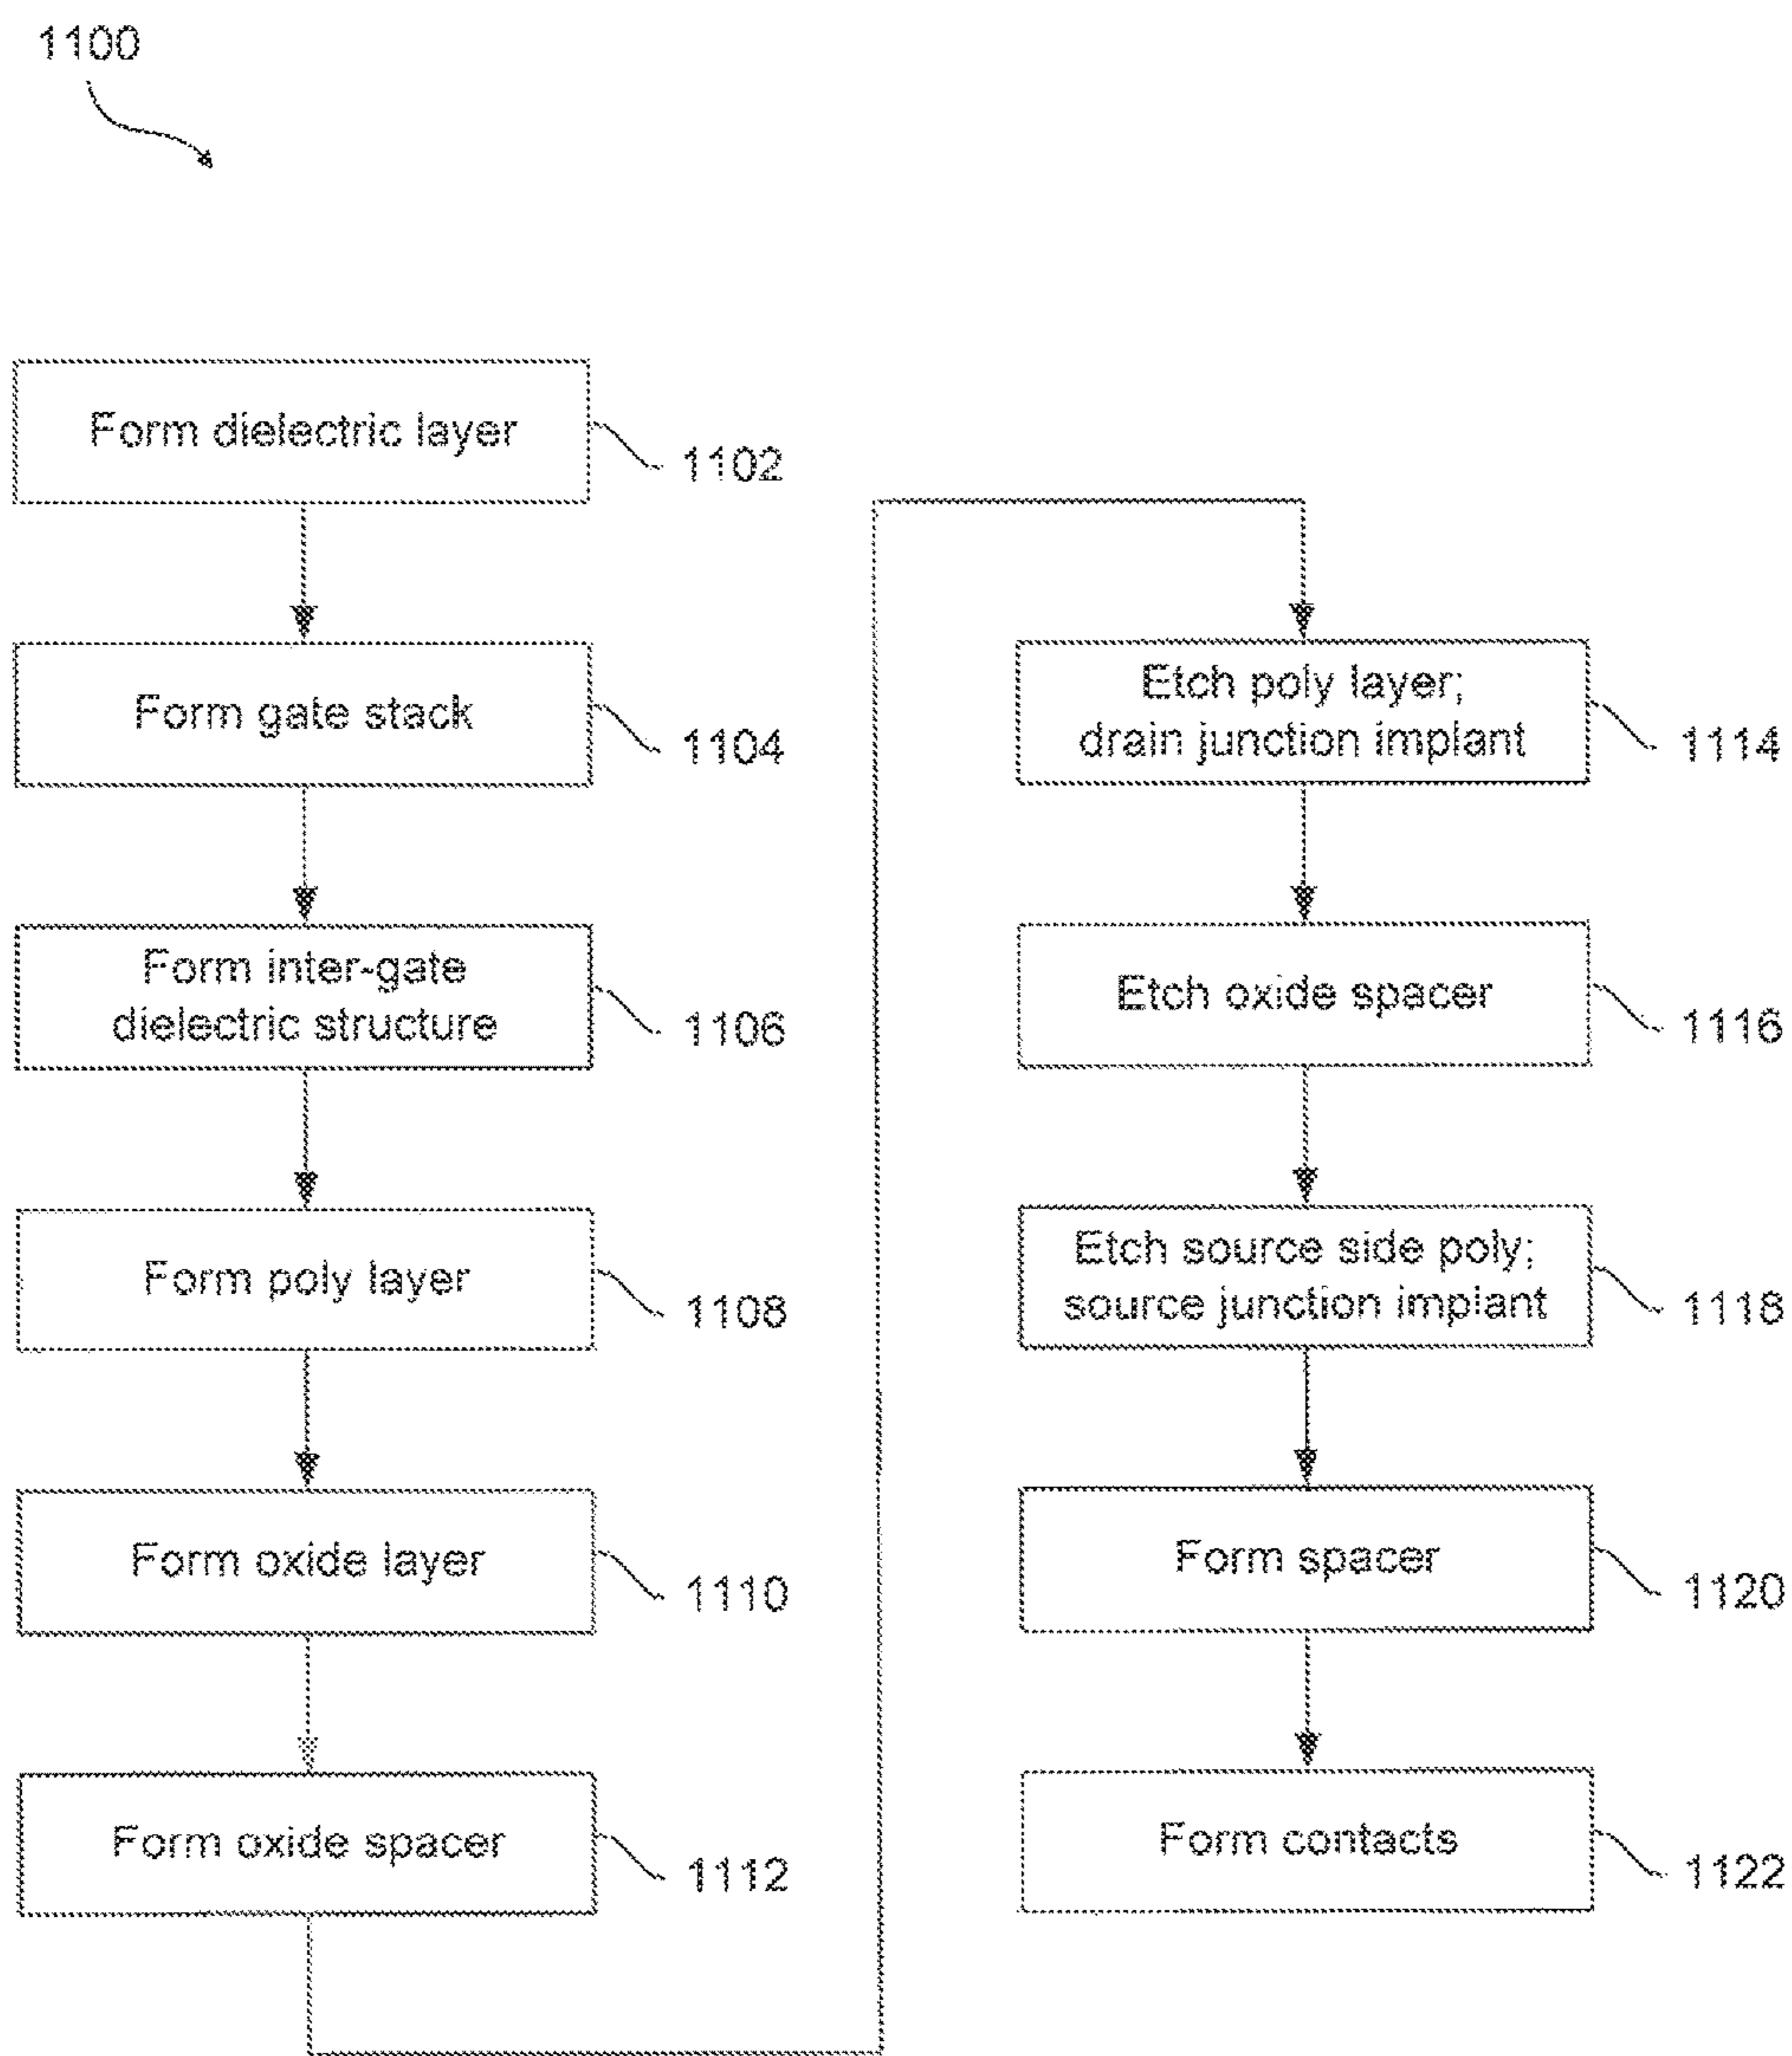 1100
Form dielectric layer
1102
Form gate stack
1104
Form inter-gate
dielectric structure
1106
Form poly layer
1108
Form oxide layer
1110
Form oxide spacer
1112
Etch poly layer;
drain junction implant
1114
Etch oxide spacer
1116
Etch source side poly;
source junction implant
1118
Form spacer
1120
Form contacts
1122